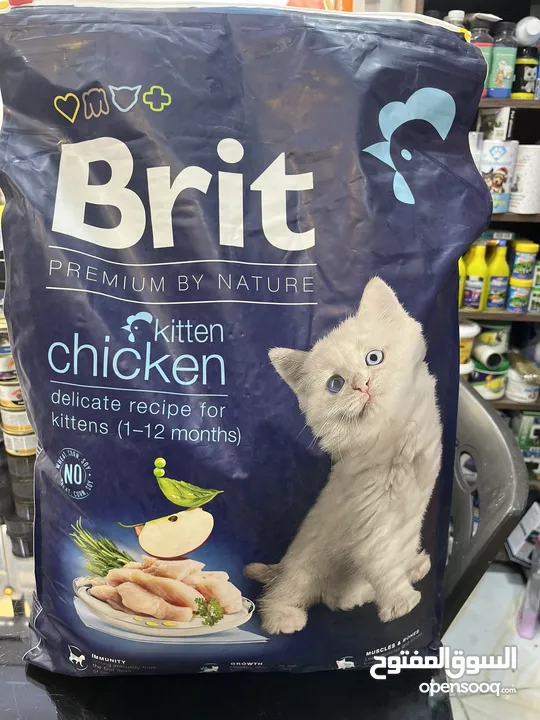 Brit
PREMIUM BY NATURE
kitten
chicken
delicate recipe for
kittens (1–12 months)
NO
IMMUNITY
GROWTH
MUSCLES & BONES
السوق المفتوح
opensooq.com